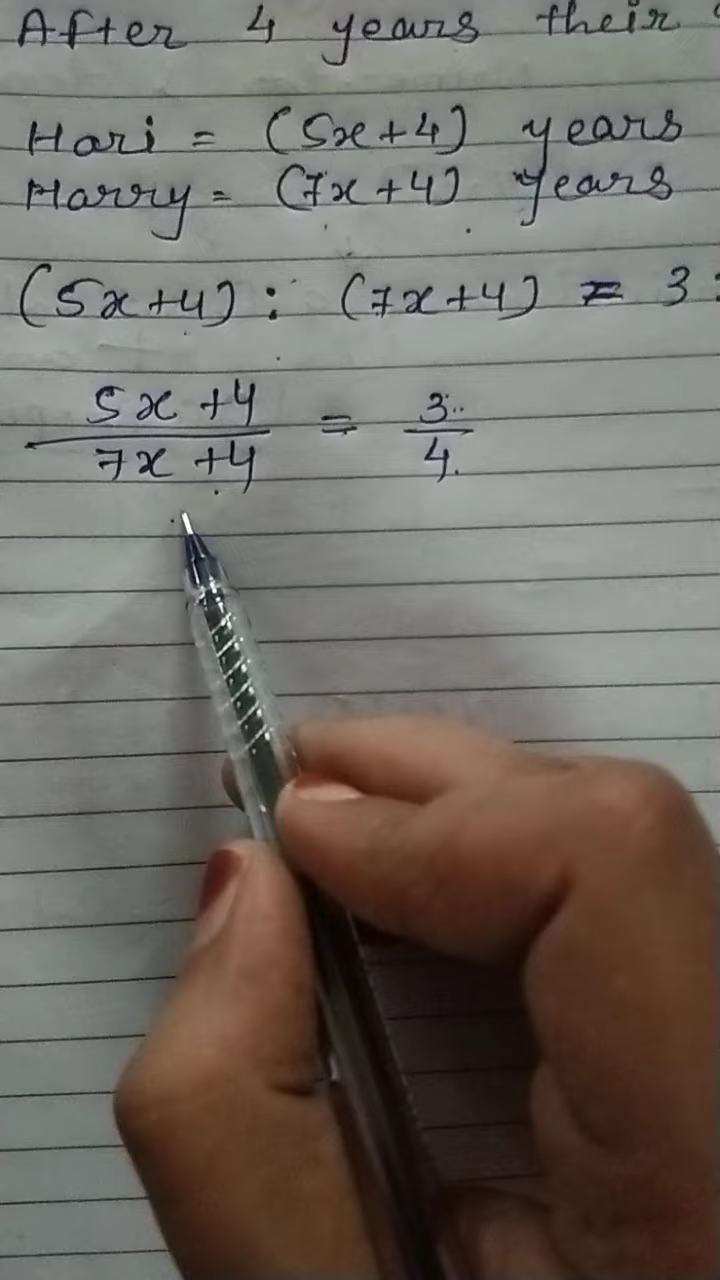 After 4 years their
Hari = (5x+4) years
Harry = (7x+4) years
(5x+4) : (7x+4) = 3 :
5x+4 / 7x+4 = 3 / 4